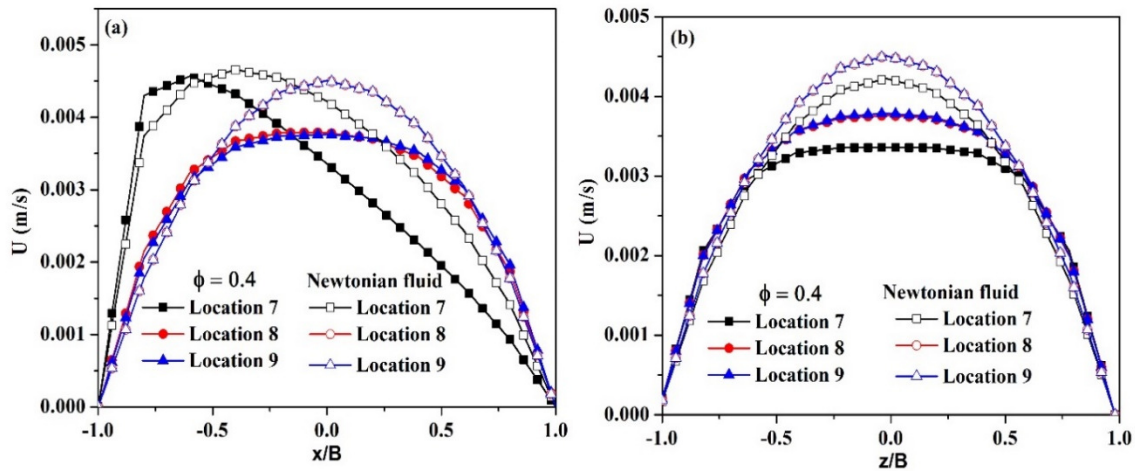 (a)
0.005
0.004
0.003
0.002
0.001
0.000
U (m/s)
ϕ = 0.4 Newtonian fluid
Location 7 Location 7
Location 8 Location 8
Location 9 Location 9
-1.0 -0.5 0.0 0.5 1.0
x/B
(b)
0.005
0.004
0.003
0.002
0.001
0.000
U (m/s)
ϕ = 0.4 Newtonian fluid
Location 7 Location 7
Location 8 Location 8
Location 9 Location 9
-1.0 -0.5 0.0 0.5 1.0
z/B